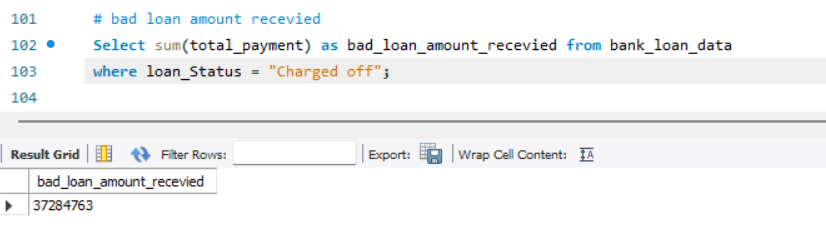 101 # bad loan amount recevied
102 Select sum(total_payment) as bad_loan_amount_recevied from bank_loan_data
103 where loan_Status = "Charged off";
104
Result Grid Filter Rows: Export: Wrap Cell Content: IA
bad_loan_amount_recevied
37284763